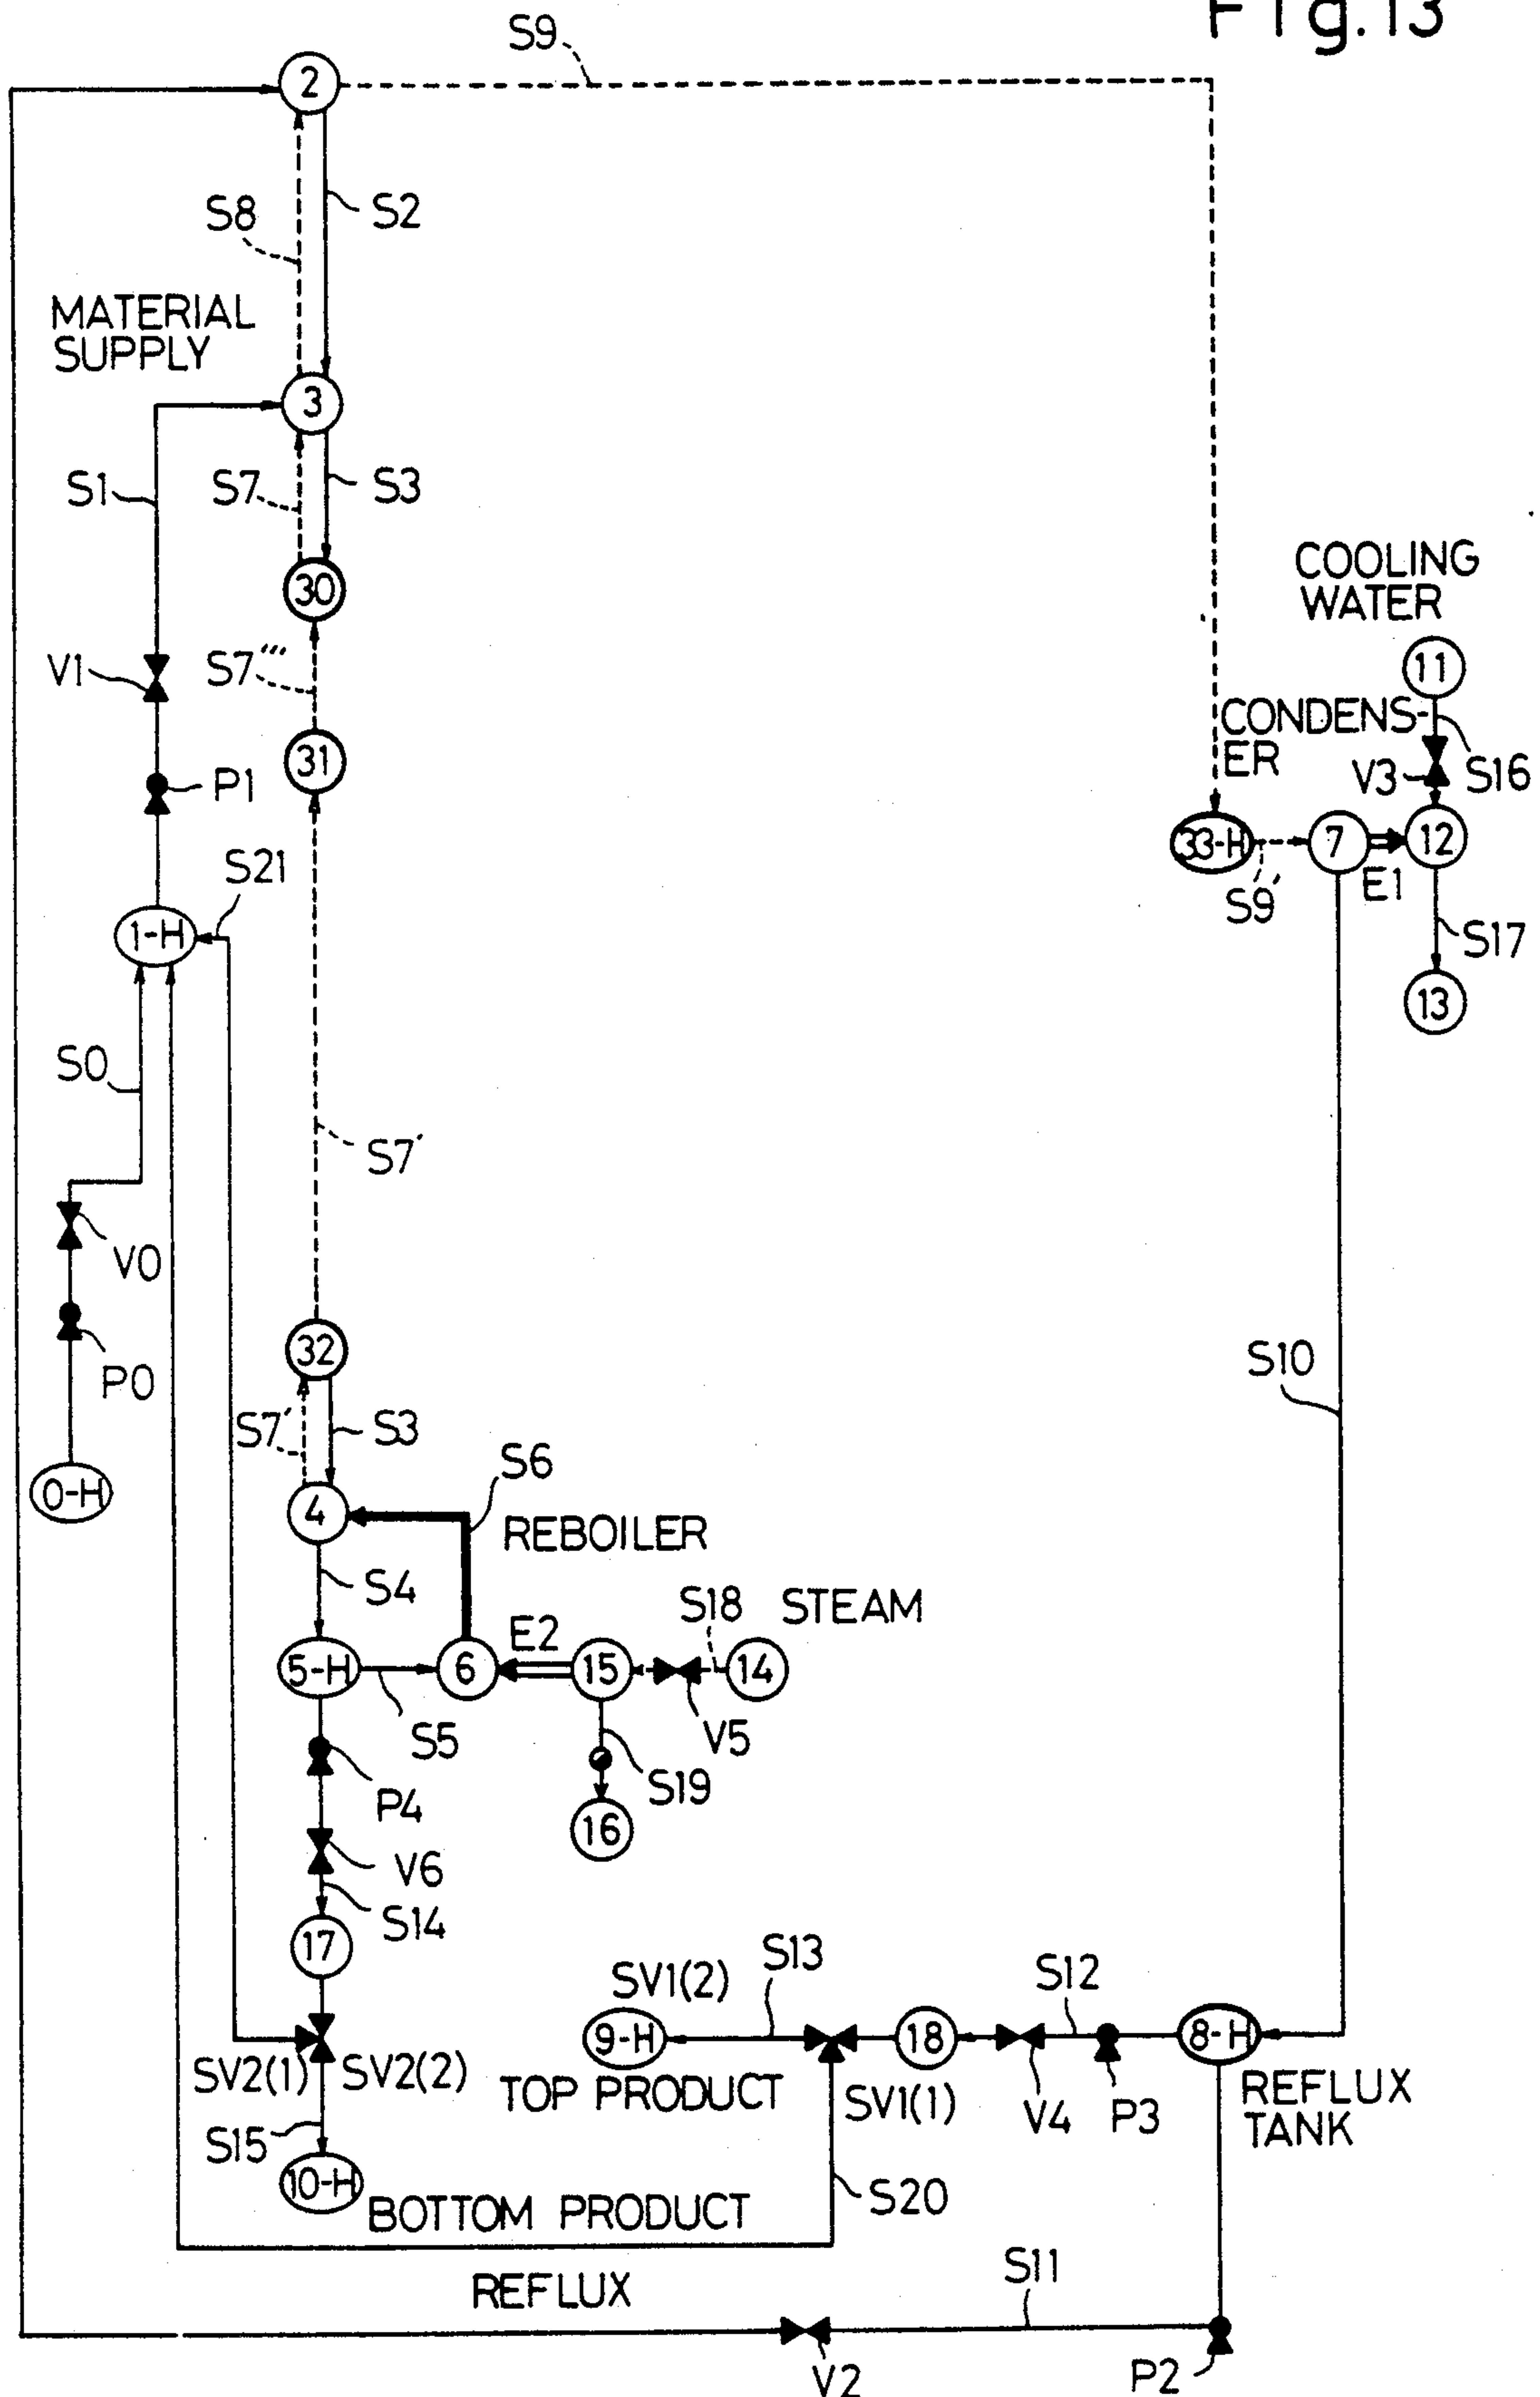 Fig.13
S9
2
S8
S2
MATERIAL
SUPPLY
3
S1
S7
S3
30
COOLING
WATER
V1
S7'''
11
31
CONDENS-
ER
V3
S16
P1
33-H
7
12
E1
S9'
S21
1-H
S17
13
S0
S7'
V0
P0
32
S10
S7'
S3
0-H
4
S6
REBOILER
S4
S18
STEAM
E2
5-H
6
15
14
S5
V5
S19
P4
16
V6
S14
17
S13
S12
SV1(2)
9-H
18
8-H
SV2(1)
SV2(2)
TOP PRODUCT
SV1(1)
V4
P3
REFLUX
TANK
S15
10-H
BOTTOM PRODUCT
S20
REFLUX
S11
V2
P2